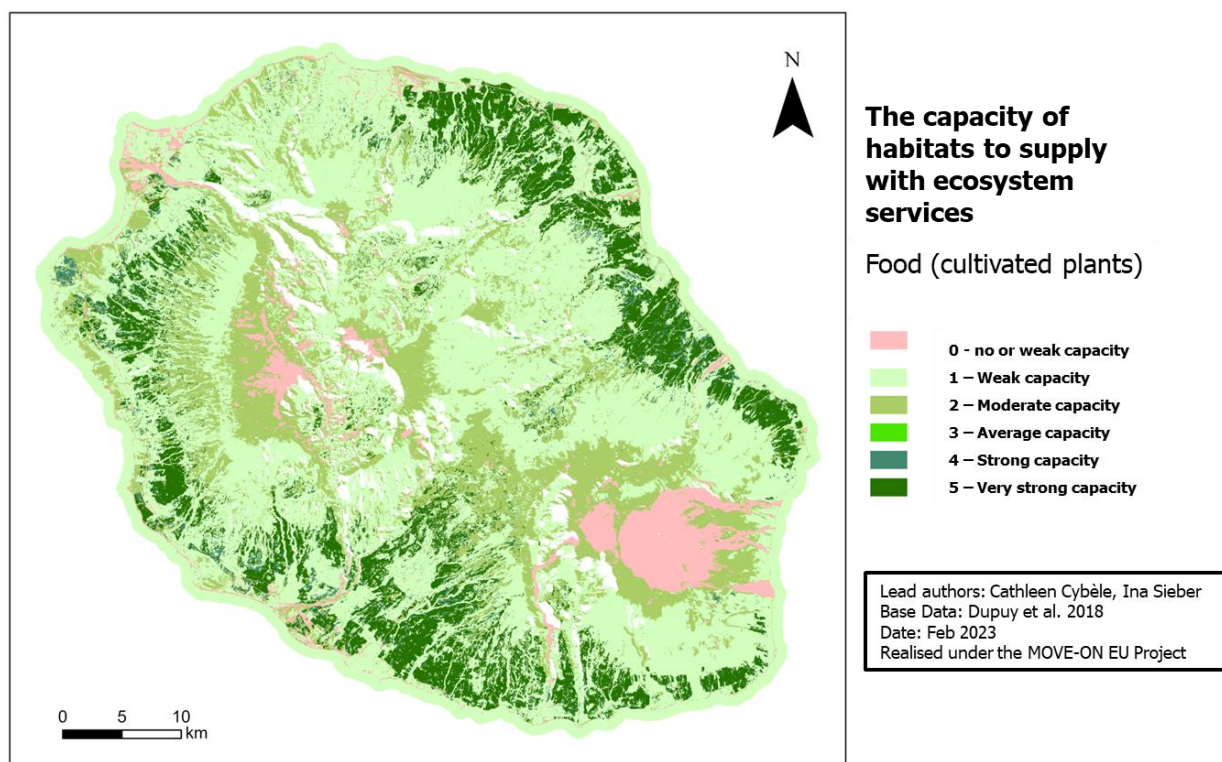 N
The capacity of
habitats to supply
with ecosystem
services
Food (cultivated plants)
0 - no or weak capacity
1 – Weak capacity
2 – Moderate capacity
3 – Average capacity
4 – Strong capacity
5 – Very strong capacity
Lead authors: Cathleen Cybèle, Ina Sieber
Base Data: Dupuy et al. 2018
Date: Feb 2023
Realised under the MOVE-ON EU Project
0 5 10
km